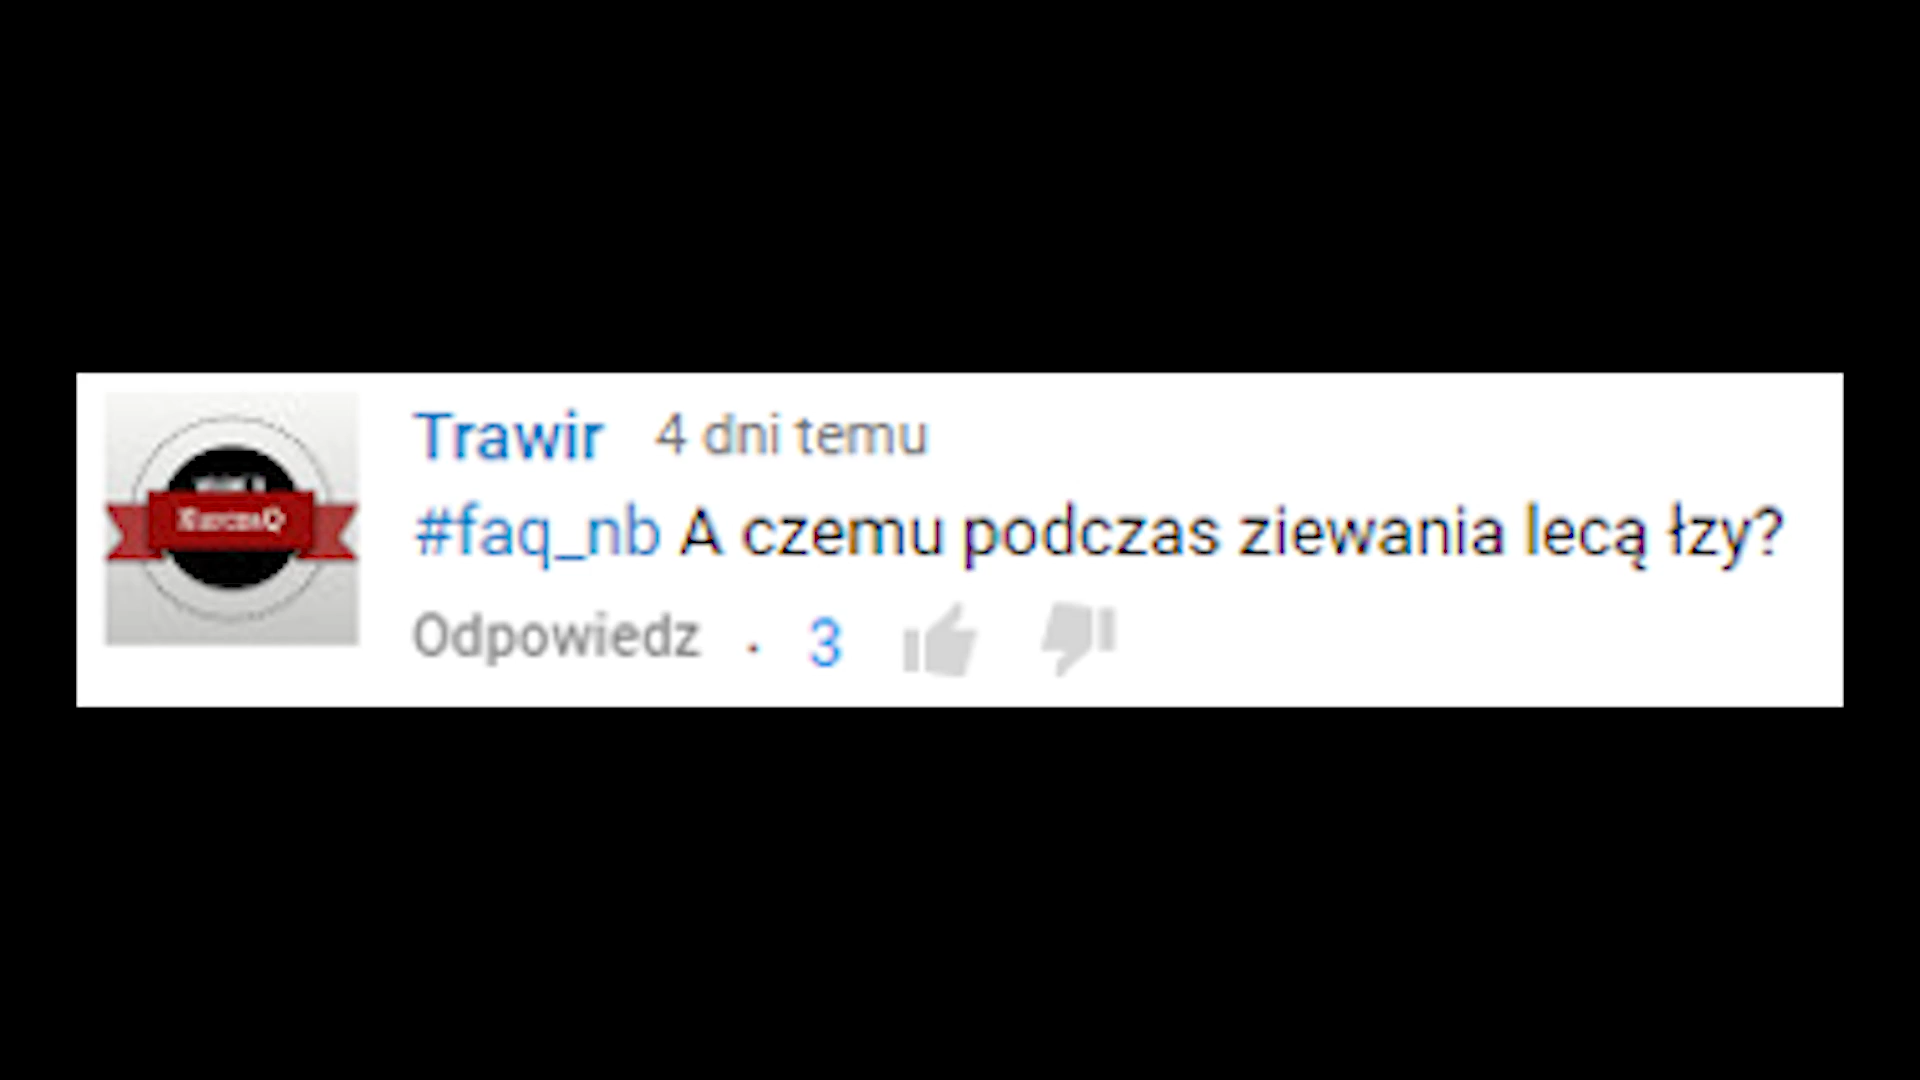 Trawir 4 dni temu
#faq_nb A czemu podczas ziewania lecą łzy?
Odpowiedz · 3